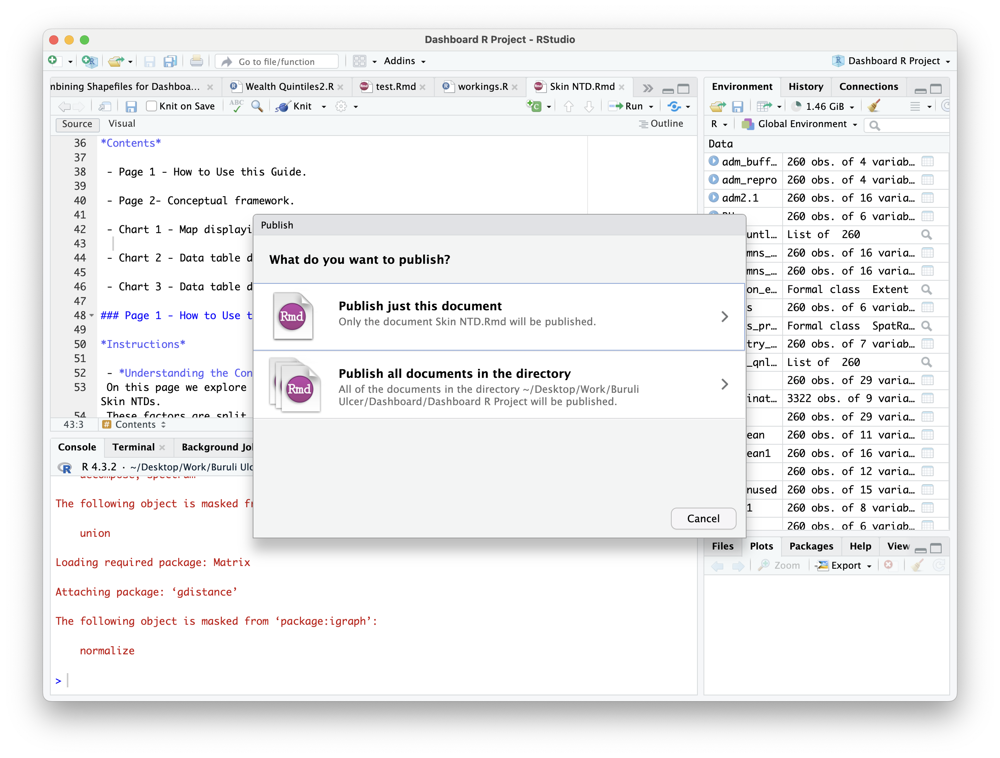 Dashboard R Project - RStudio
Go to file/function
Addins
Dashboard R Project
nbining Shapefiles for Dashboa...
Wealth Quintiles2.R
test.Rmd
workings.R
Skin NTD.Rmd
Knit on Save
ABC
Knit
Run
Source
Visual
Outline
36 *Contents*
37
38 - Page 1 - How to Use this Guide.
39
40 - Page 2- Conceptual framework.
41
42 - Chart 1 - Map displayi
43
44 - Chart 2 - Data table d
45
46 - Chart 3 - Data table d
47
48 ### Page 1 - How to Use t
49
50 *Instructions*
51
52 - *Understanding the Con
53 On this page we explore
Skin NTDs.
54 These factors are split
43:3 # Contents
Publish
What do you want to publish?
Rmd
Publish just this document
Only the document Skin NTD.Rmd will be published.
Rmd
Publish all documents in the directory
All of the documents in the directory ~/Desktop/Work/Buruli
Ulcer/Dashboard/Dashboard R Project will be published.
Cancel
Console
Terminal
Background Jo
R 4.3.2 · ~/Desktop/Work/Buruli Ulc
decompose, spectrum
The following object is masked fr
union
Loading required package: Matrix
Attaching package: ‘gdistance’
The following object is masked from ‘package:igraph’:
normalize
>
Environment
History
Connections
1.46 GiB
R
Global Environment
Data
adm_buff... 260 obs. of 4 variab...
adm_repro 260 obs. of 4 variab...
adm2.1 260 obs. of 16 varia...
260 obs. of 6 variab...
untl... List of 260
mns_... 260 obs. of 16 varia...
mns_... 260 obs. of 16 varia...
on_e... Formal class Extent
s 260 obs. of 6 variab...
s_pr... Formal class SpatRa...
try_... 260 obs. of 7 variab...
_qnl... List of 260
260 obs. of 29 varia...
inat... 3322 obs. of 9 varia...
260 obs. of 29 varia...
ean 260 obs. of 11 varia...
ean1 260 obs. of 16 varia...
260 obs. of 12 varia...
nused 260 obs. of 15 varia...
1 260 obs. of 8 variab...
260 obs. of 6 variab...
Files
Plots
Packages
Help
View
Zoom
Export